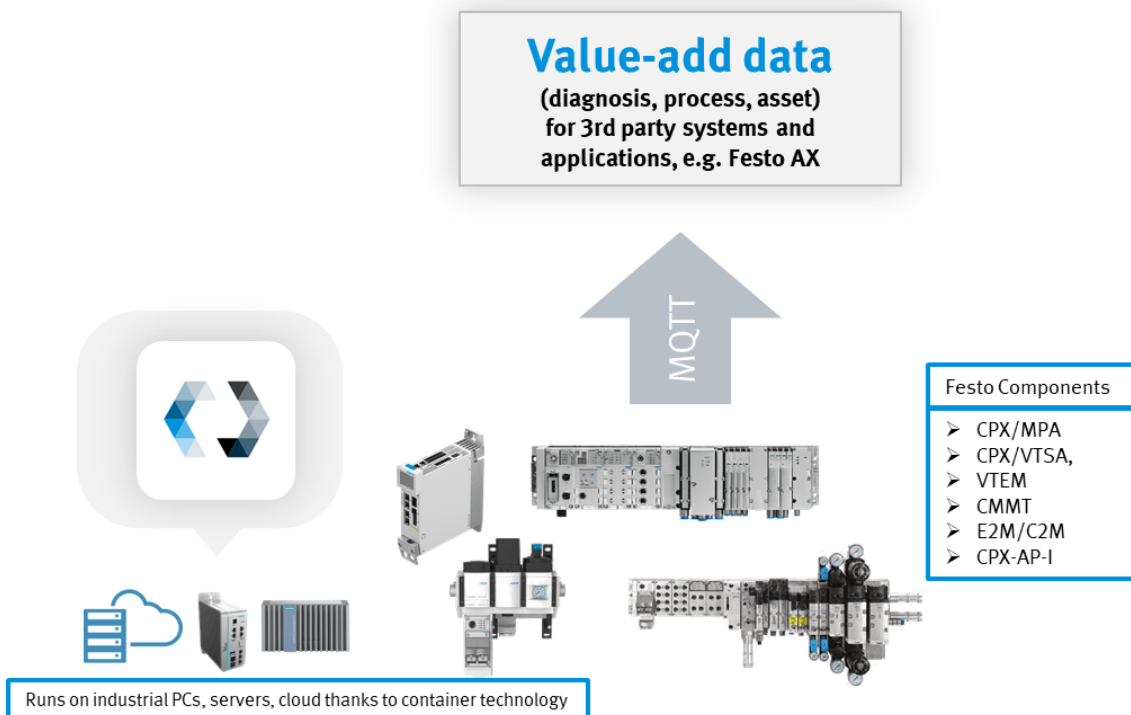 Value-add data
(diagnosis, process, asset)
for 3rd party systems and
applications, e.g. Festo AX
MQTT
Festo Components
➢ CPX/MPA
➢ CPX/VTSA,
➢ VTEM
➢ CMMT
➢ E2M/C2M
➢ CPX-AP-I
Runs on industrial PCs, servers, cloud thanks to container technology